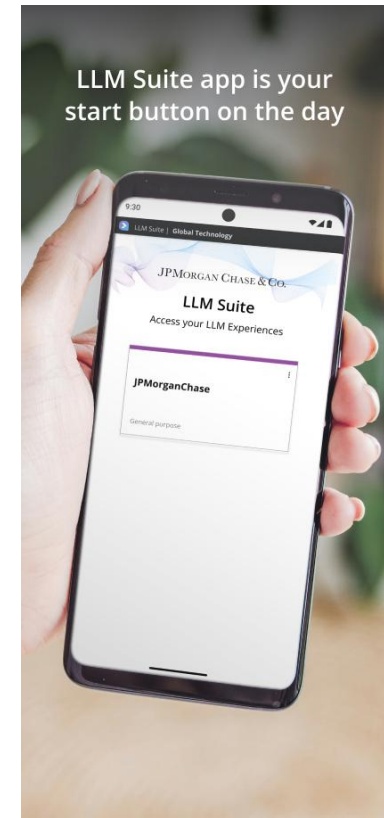 LLM Suite app is your
start button on the day
9:30
LLM Suite | Global Technology
JPMORGAN CHASE & CO.
LLM Suite
Access your LLM Experiences
JPMorganChase
General purpose